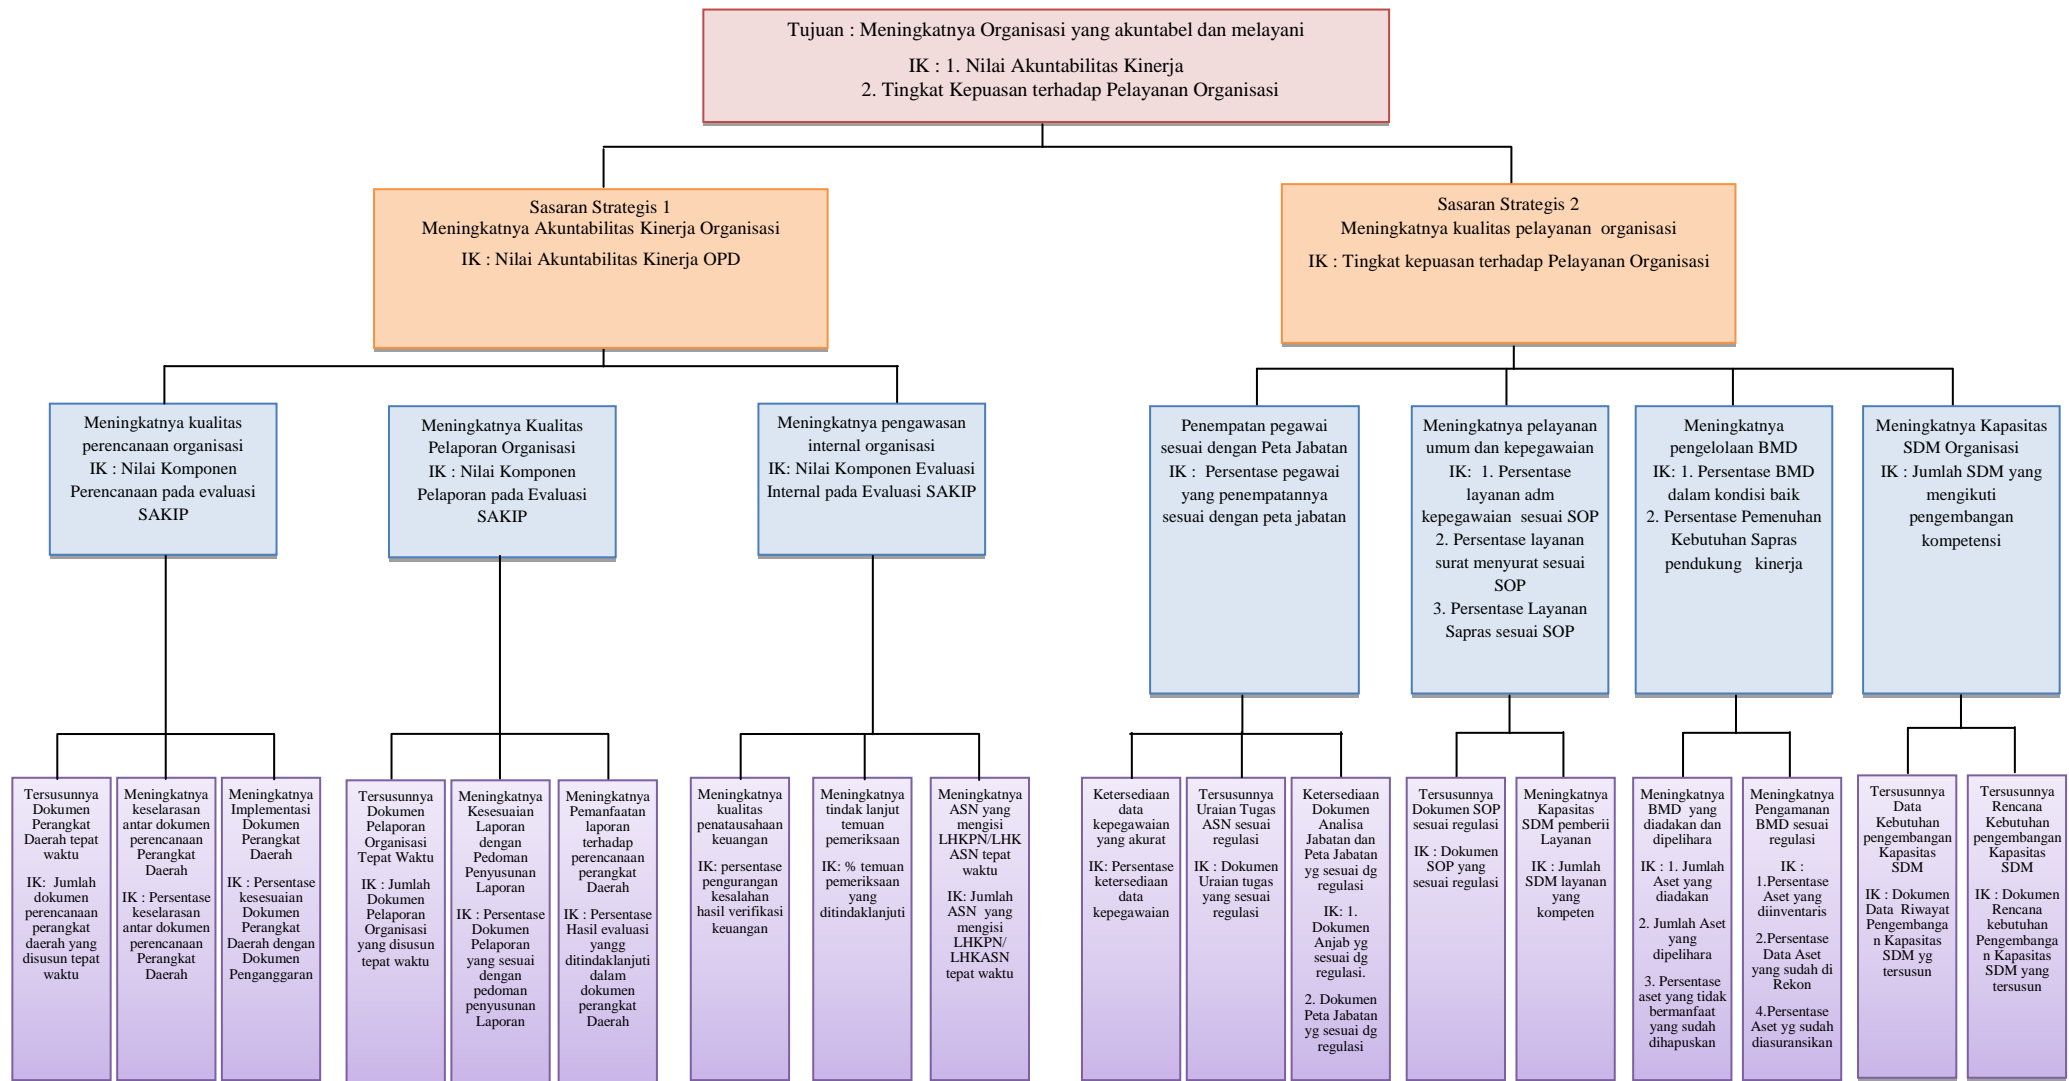 Tujuan : Meningkatnya Organisasi yang akuntabel dan melayani
IK : 1. Nilai Akuntabilitas Kinerja
2. Tingkat Kepuasan terhadap Pelayanan Organisasi
Sasaran Strategis 1
Meningkatnya Akuntabilitas Kinerja Organisasi
IK : Nilai Akuntabilitas Kinerja OPD
Sasaran Strategis 2
Meningkatnya kualitas pelayanan organisasi
IK : Tingkat kepuasan terhadap Pelayanan Organisasi
Meningkatnya kualitas
perencanaan organisasi
IK : Nilai Komponen
Perencanaan pada evaluasi
SAKIP
Meningkatnya Kualitas
Pelaporan Organisasi
IK : Nilai Komponen
Pelaporan pada Evaluasi
SAKIP
Meningkatnya pengawasan
internal organisasi
IK: Nilai Komponen Evaluasi
Internal pada Evaluasi SAKIP
Penempatan pegawai
sesuai dengan Peta Jabatan
IK : Persentase pegawai
yang penempatannya
sesuai dengan peta jabatan
Meningkatnya pelayanan
umum dan kepegawaian
IK: 1. Persentase
layanan adm
kepegawaian sesuai SOP
2. Persentase layanan
surat menyurat sesuai
SOP
3. Persentase Layanan
Sapras sesuai SOP
Meningkatnya
pengelolaan BMD
IK: 1. Persentase BMD
dalam kondisi baik
2. Persentase Pemenuhan
Kebutuhan Sapras
pendukung kinerja
Meningkatnya Kapasitas
SDM Organisasi
IK : Jumlah SDM yang
mengikuti
pengembangan
kompetensi
Tersusunnya
Dokumen
Perangkat
Daerah tepat
waktu
IK: Jumlah
dokumen
perencanaan
perangkat
daerah yang
disusun tepat
waktu
Meningkatnya
keselarasan
antar dokumen
perencanaan
Perangkat
Daerah
IK : Persentase
keselarasan
antar dokumen
perencanaan
Perangkat
Daerah
Meningkatnya
Implementasi
Dokumen
Perangkat
Daerah
IK : Persentase
kesesuaian
Dokumen
Perangkat
Daerah dengan
Dokumen
Penganggaran
Tersusunnya
Dokumen
Pelaporan
Organisasi
Tepat Waktu
IK : Jumlah
Dokumen
Pelaporan
Organisasi
yang disusun
tepat waktu
Meningkatnya
Kesesuaian
Laporan
dengan
Pedoman
Penyusunan
Laporan
IK : Persentase
Dokumen
Pelaporan
yang sesuai
dengan
pedoman
penyusunan
Laporan
Meningkatnya
Pemanfaatan
laporan
terhadap
perencanaan
perangkat
Daerah
IK : Persentase
Hasil evaluasi
yangg
ditindaklanjuti
dalam
dokumen
perangkat
Daerah
Meningkatnya
kualitas
penatausahaan
keuangan
IK: persentase
pengurangan
kesalahan
hasil verifikasi
keuangan
Meningkatnya
tindak lanjut
temuan
pemeriksaan
IK: % temuan
pemeriksaan
yang
ditindaklanjuti
Meningkatnya
ASN yang
mengisi
LHKPN/LHK
ASN tepat
waktu
IK: Jumlah
ASN yang
mengisi
LHKPN/
LHKASN
tepat waktu
Ketersediaan
data
kepegawaian
yang akurat
IK: Persentase
ketersediaan
data
kepegawaian
Tersusunnya
Uraian Tugas
ASN sesuai
regulasi
IK : Dokumen
Uraian tugas
yang sesuai
regulasi
Ketersediaan
Dokumen
Analisa
Jabatan dan
Peta Jabatan
yg sesuai dg
regulasi
IK: 1.
Dokumen
Anjab yg
sesuai dg
regulasi.
2. Dokumen
Peta Jabatan
yg sesuai dg
regulasi
Tersusunnya
Dokumen SOP
sesuai regulasi
IK : Dokumen
SOP yang
sesuai regulasi
Meningkatnya
Kapasitas
SDM pemberii
Layanan
IK : Jumlah
SDM layanan
yang
kompeten
Meningkatnya
BMD yang
diadakan dan
dipelihara
IK : 1. Jumlah
Aset yang
diadakan
2. Jumlah Aset
yang
dipelihara
3. Persentase
aset yang tidak
bermanfaat
yang sudah
dihapuskan
Meningkatnya
Pengamanan
BMD sesuai
regulasi
IK :
1.Persentase
Aset yang
diinventaris
2.Persentase
Data Aset
yang sudah di
Rekon
4.Persentase
Aset yg sudah
diasuransikan
Tersusunnya
Data
Kebutuhan
pengembangan
Kapasitas
SDM
IK : Dokumen
Data Riwayat
Pengembanga
n Kapasitas
SDM yg
tersusun
Tersusunnya
Rencana
Kebutuhan
pengembangan
Kapasitas
SDM
IK : Dokumen
Rencana
kebutuhan
Pengembanga
n Kapasitas
SDM yang
tersusun